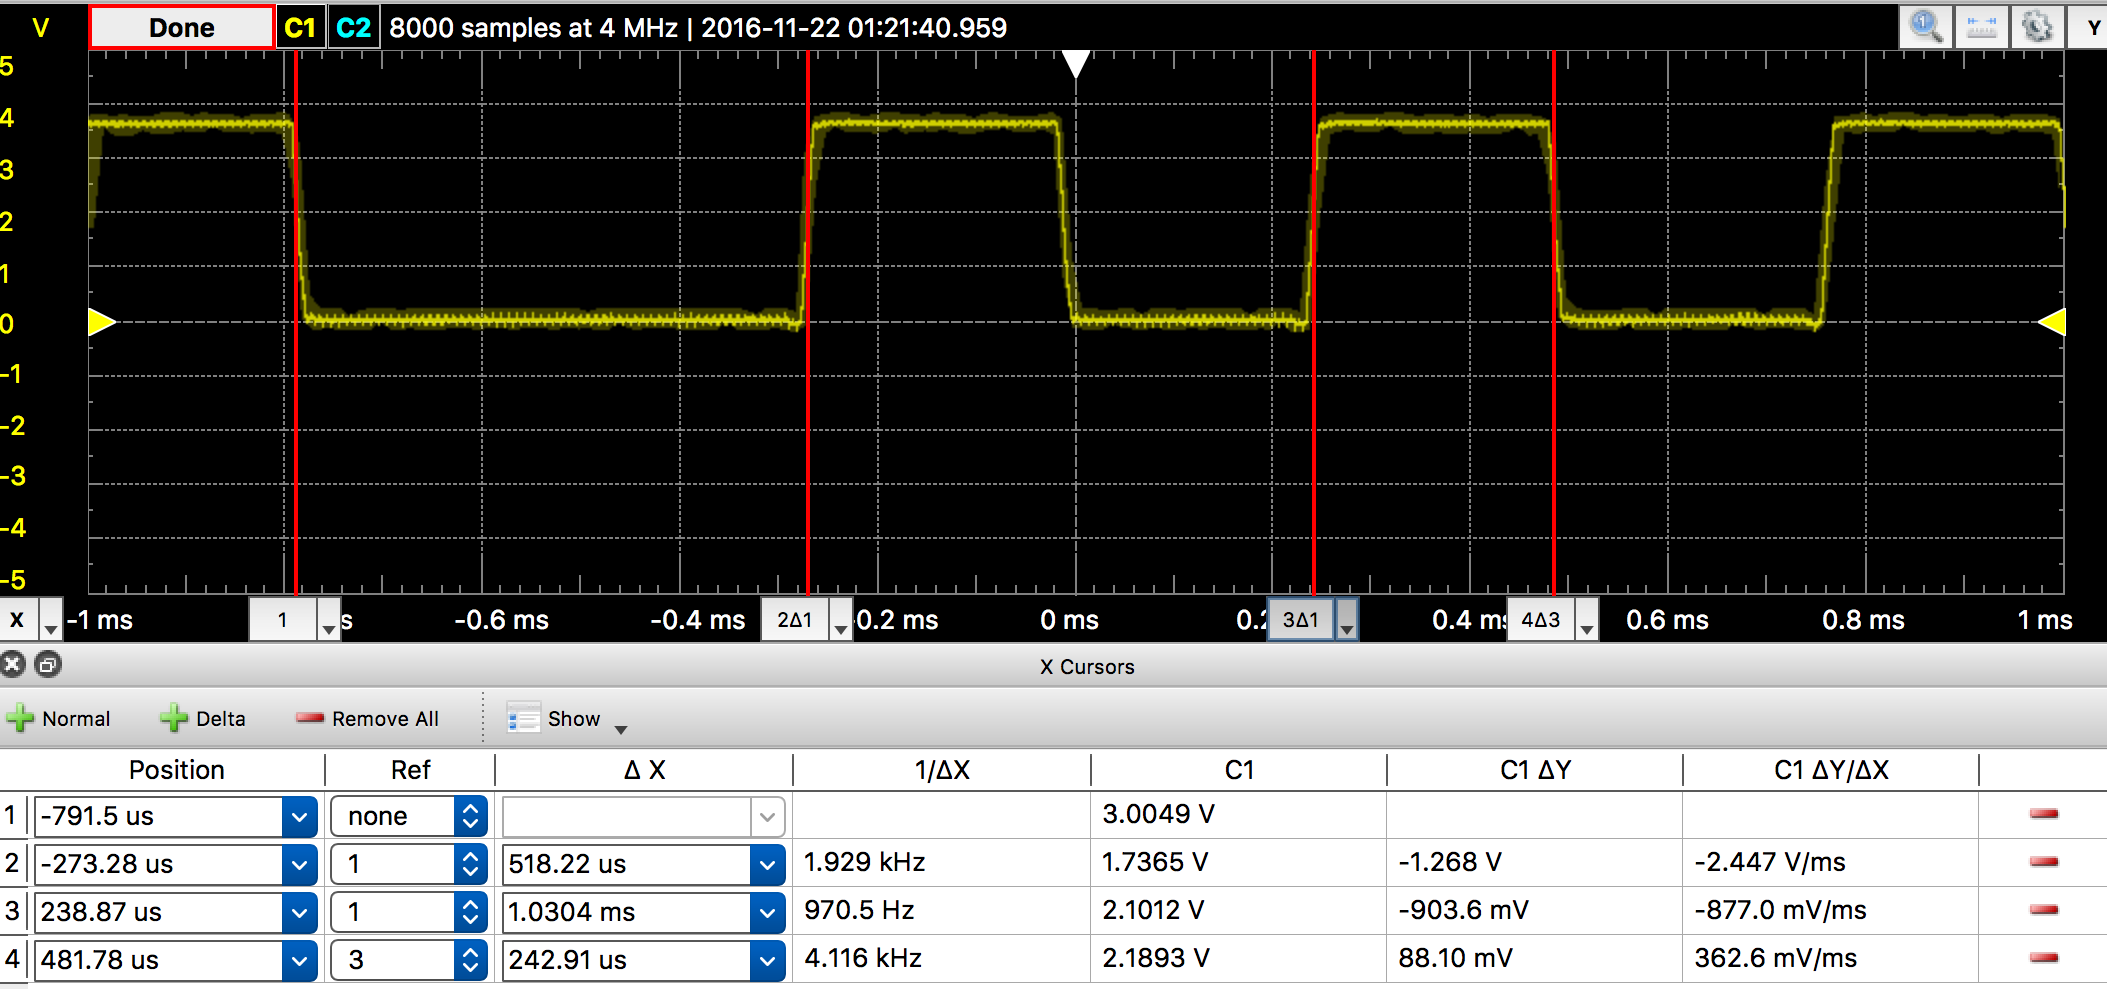 V Done C1 C2 8000 samples at 4 MHz | 2016-11-22 01:21:40.959 Y
5
4
3
2
1
0
-1
-2
-3
-4
-5
X -1 ms 1 s -0.6 ms -0.4 ms 2Δ1 0.2 ms 0 ms 0.2 3Δ1 0.4 ms 4Δ3 0.6 ms 0.8 ms 1 ms
X Cursors
Normal Delta Remove All Show
Position Ref Δ X 1/ΔX C1 C1 ΔY C1 ΔY/ΔX
1 -791.5 us none 3.0049 V
2 -273.28 us 1 518.22 us 1.929 kHz 1.7365 V -1.268 V -2.447 V/ms
3 238.87 us 1 1.0304 ms 970.5 Hz 2.1012 V -903.6 mV -877.0 mV/ms
4 481.78 us 3 242.91 us 4.116 kHz 2.1893 V 88.10 mV 362.6 mV/ms